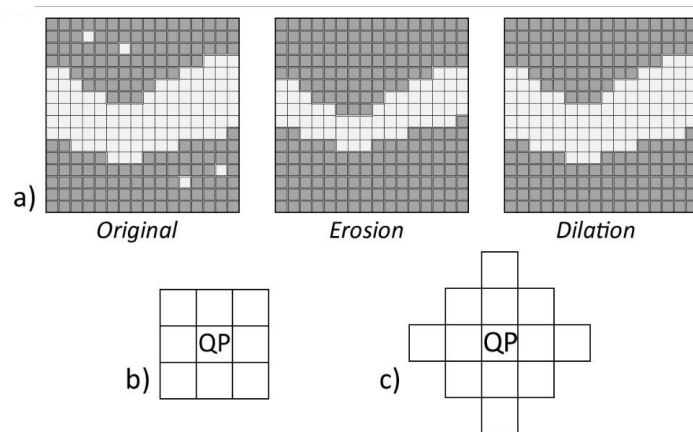 a)
Original Erosion Dilation
b) QP
c) QP